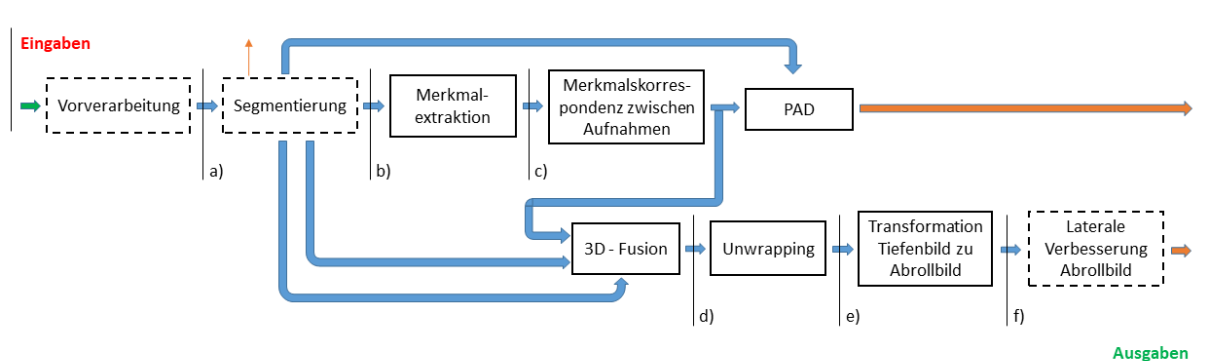 Eingaben
Vorverarbeitung
Segmentierung
Merkmal-
extraktion
Merkmalskorres-
pondenz zwischen
Aufnahmen
PAD
a)
b)
c)
3D - Fusion
Unwrapping
Transformation
Tiefenbild zu
Abrollbild
Laterale
Verbesserung
Abrollbild
d)
e)
f)
Ausgaben